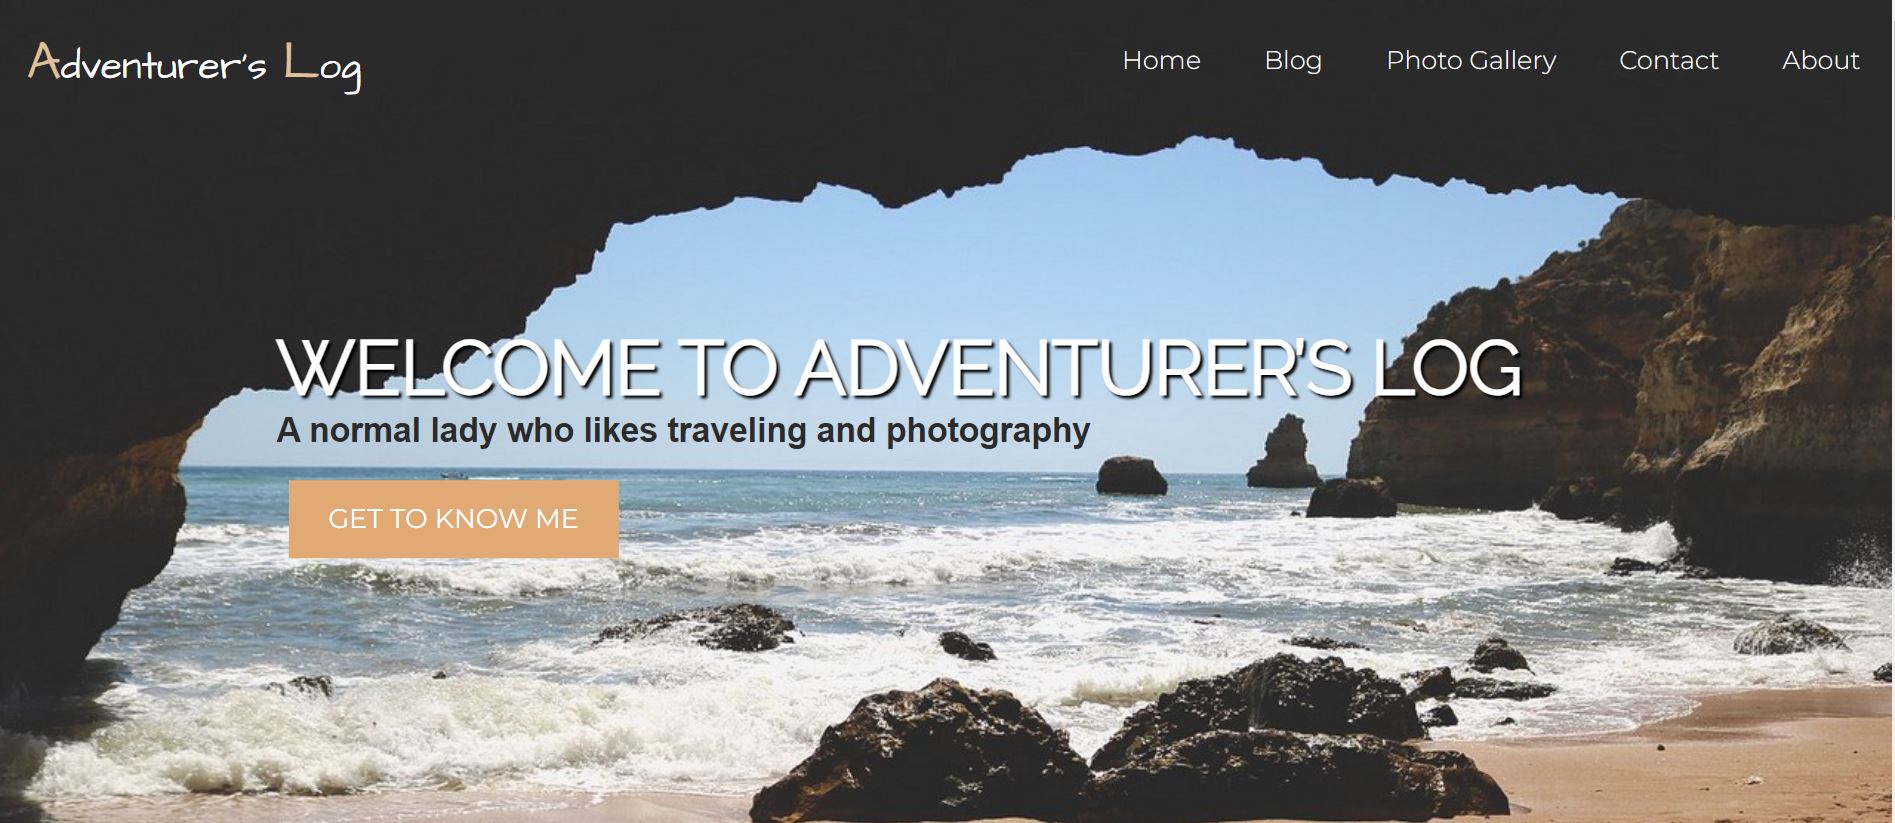 Adventurer's Log
Home Blog Photo Gallery Contact About
WELCOME TO ADVENTURER'S LOG
A normal lady who likes traveling and photography
GET TO KNOW ME